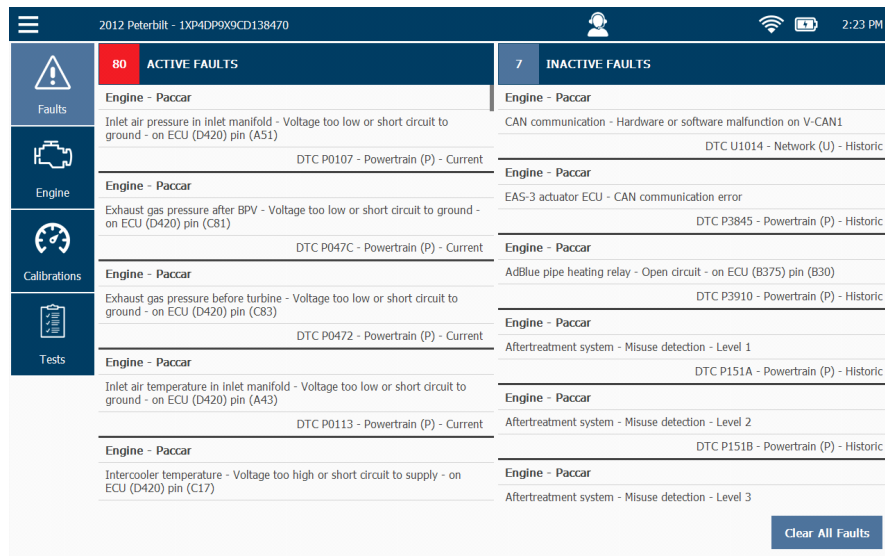 2012 Peterbilt - 1XP4DP9X9CD138470
2:23 PM
Faults
Engine
Calibrations
Tests
80 ACTIVE FAULTS
Engine - Paccar
Inlet air pressure in inlet manifold - Voltage too low or short circuit to
ground - on ECU (D420) pin (A51)
DTC P0107 - Powertrain (P) - Current
Engine - Paccar
Exhaust gas pressure after BPV - Voltage too low or short circuit to ground -
on ECU (D420) pin (C81)
DTC P047C - Powertrain (P) - Current
Engine - Paccar
Exhaust gas pressure before turbine - Voltage too low or short circuit to
ground - on ECU (D420) pin (C83)
DTC P0472 - Powertrain (P) - Current
Engine - Paccar
Inlet air temperature in inlet manifold - Voltage too low or short circuit to
ground - on ECU (D420) pin (A43)
DTC P0113 - Powertrain (P) - Current
Engine - Paccar
Intercooler temperature - Voltage too high or short circuit to supply - on
ECU (D420) pin (C17)
7 INACTIVE FAULTS
Engine - Paccar
CAN communication - Hardware or software malfunction on V-CAN1
DTC U1014 - Network (U) - Historic
Engine - Paccar
EAS-3 actuator ECU - CAN communication error
DTC P3845 - Powertrain (P) - Historic
Engine - Paccar
AdBlue pipe heating relay - Open circuit - on ECU (B375) pin (B30)
DTC P3910 - Powertrain (P) - Historic
Engine - Paccar
Aftertreatment system - Misuse detection - Level 1
DTC P151A - Powertrain (P) - Historic
Engine - Paccar
Aftertreatment system - Misuse detection - Level 2
DTC P151B - Powertrain (P) - Historic
Engine - Paccar
Aftertreatment system - Misuse detection - Level 3
Clear All Faults